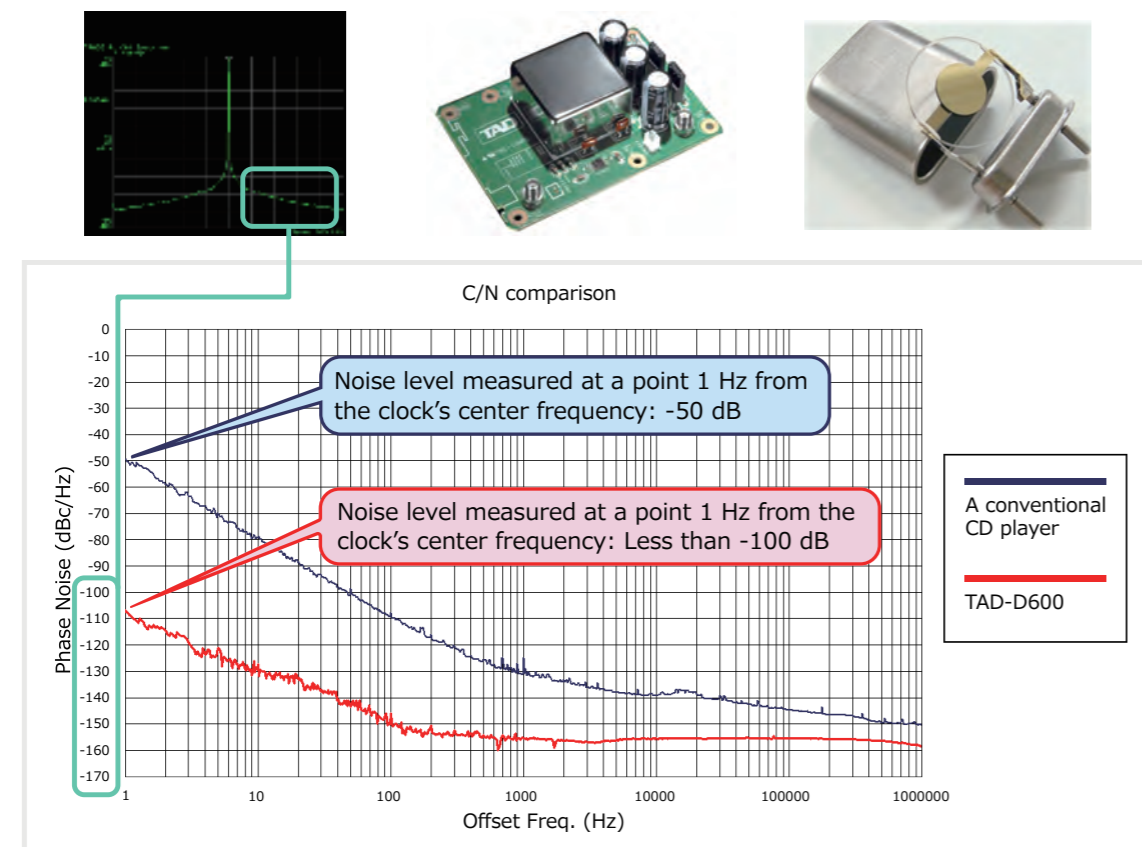 TAD
C/N comparison
0
-10
-20
-30
-40
-50
-60
-70
-80
-90
-100
-110
-120
-130
-140
-150
-160
-170
Phase Noise (dBc/Hz)
Noise level measured at a point 1 Hz from
the clock's center frequency: -50 dB
Noise level measured at a point 1 Hz from the
clock's center frequency: Less than -100 dB
A conventional
CD player
TAD-D600
1 10 100 1000 10000 100000 1000000
Offset Freq. (Hz)